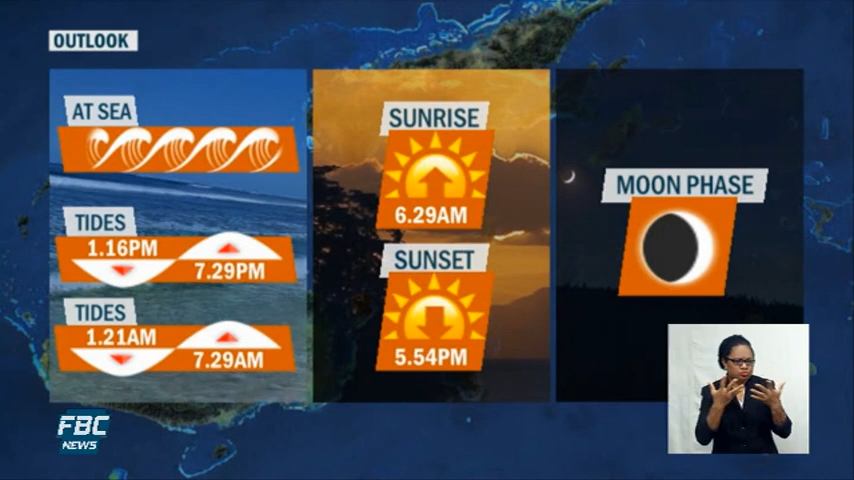 OUTLOOK
AT SEA
TIDES
1.16PM
7.29PM
TIDES
1.21AM
7.29AM
SUNRISE
6.29AM
SUNSET
5.54PM
MOON PHASE
FBC
NEWS